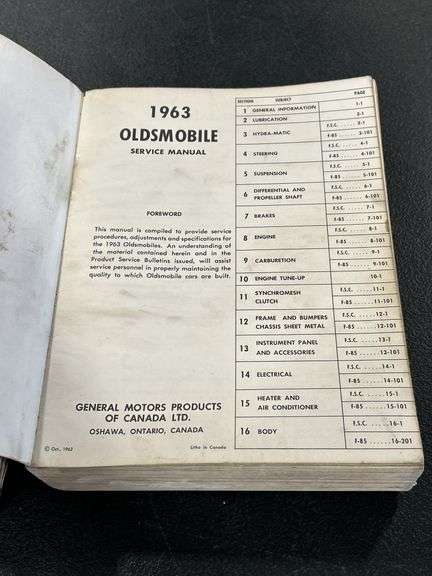 1963
OLDSMOBILE
SERVICE MANUAL
FOREWORD
This manual is compiled to provide service
procedures, adjustments and specifications for
the 1963 Oldsmobiles. An understanding of
the material contained herein and in the
Product Service Bulletins issued, will assist
service personnel in properly maintaining the
quality to which Oldsmobile cars are built.
GENERAL MOTORS PRODUCTS
OF CANADA LTD.
OSHAWA, ONTARIO, CANADA
© Oct., 1962 Litho in Canada
SECTION SUBJECT PAGE
1 GENERAL INFORMATION 1-1
2 LUBRICATION 2-1
3 HYDRA-MATIC F.S.C. ..... 3-1
F-85 ...... 3-101
4 STEERING F.S.C. ..... 4-1
F-85 ...... 4-101
5 SUSPENSION F.S.C. ..... 5-1
F-85 ...... 5-101
6 DIFFERENTIAL AND
PROPELLER SHAFT F.S.C. ..... 6-1
F-85 ...... 6-101
7 BRAKES F.S.C. ..... 7-1
F-85 ...... 7-101
8 ENGINE F.S.C. ..... 8-1
F-85 ...... 8-101
9 CARBURETION F.S.C. ..... 9-1
F-85 ...... 9-101
10 ENGINE TUNE-UP 10-1
11 SYNCHROMESH
CLUTCH F.S.C. ..... 11-1
F-85 ..... 11-101
12 FRAME AND BUMPERS
CHASSIS SHEET METAL F.S.C. ..... 12-1
F-85 ..... 12-101
13 INSTRUMENT PANEL
AND ACCESSORIES F.S.C. ..... 13-1
F-85 ..... 13-101
14 ELECTRICAL F.S.C. ..... 14-1
F-85 ..... 14-101
15 HEATER AND
AIR CONDITIONER F.S.C. ..... 15-1
F-85 ..... 15-101
16 BODY F.S.C. ..... 16-1
F-85 ..... 16-201